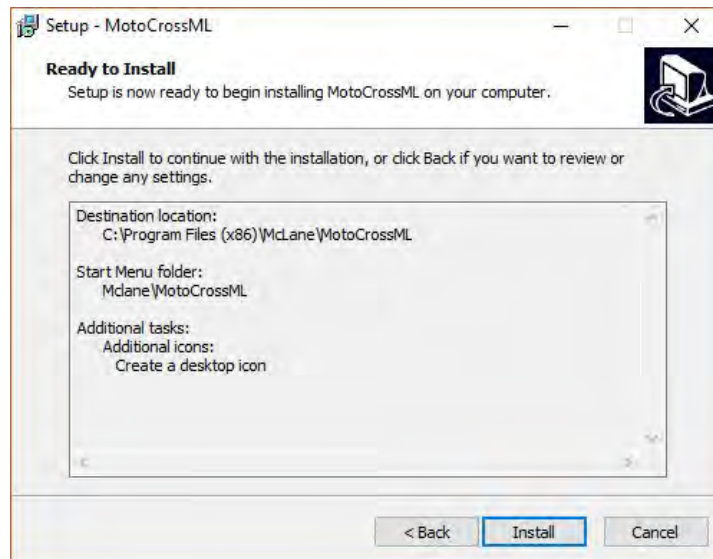 Setup - MotoCrossML
Ready to Install
Setup is now ready to begin installing MotoCrossML on your computer.
Click Install to continue with the installation, or click Back if you want to review or
change any settings.
Destination location:
C:\Program Files (x86)\McLane\MotoCrossML
Start Menu folder:
Mclane\MotoCrossML
Additional tasks:
Additional icons:
Create a desktop icon
< Back
Install
Cancel